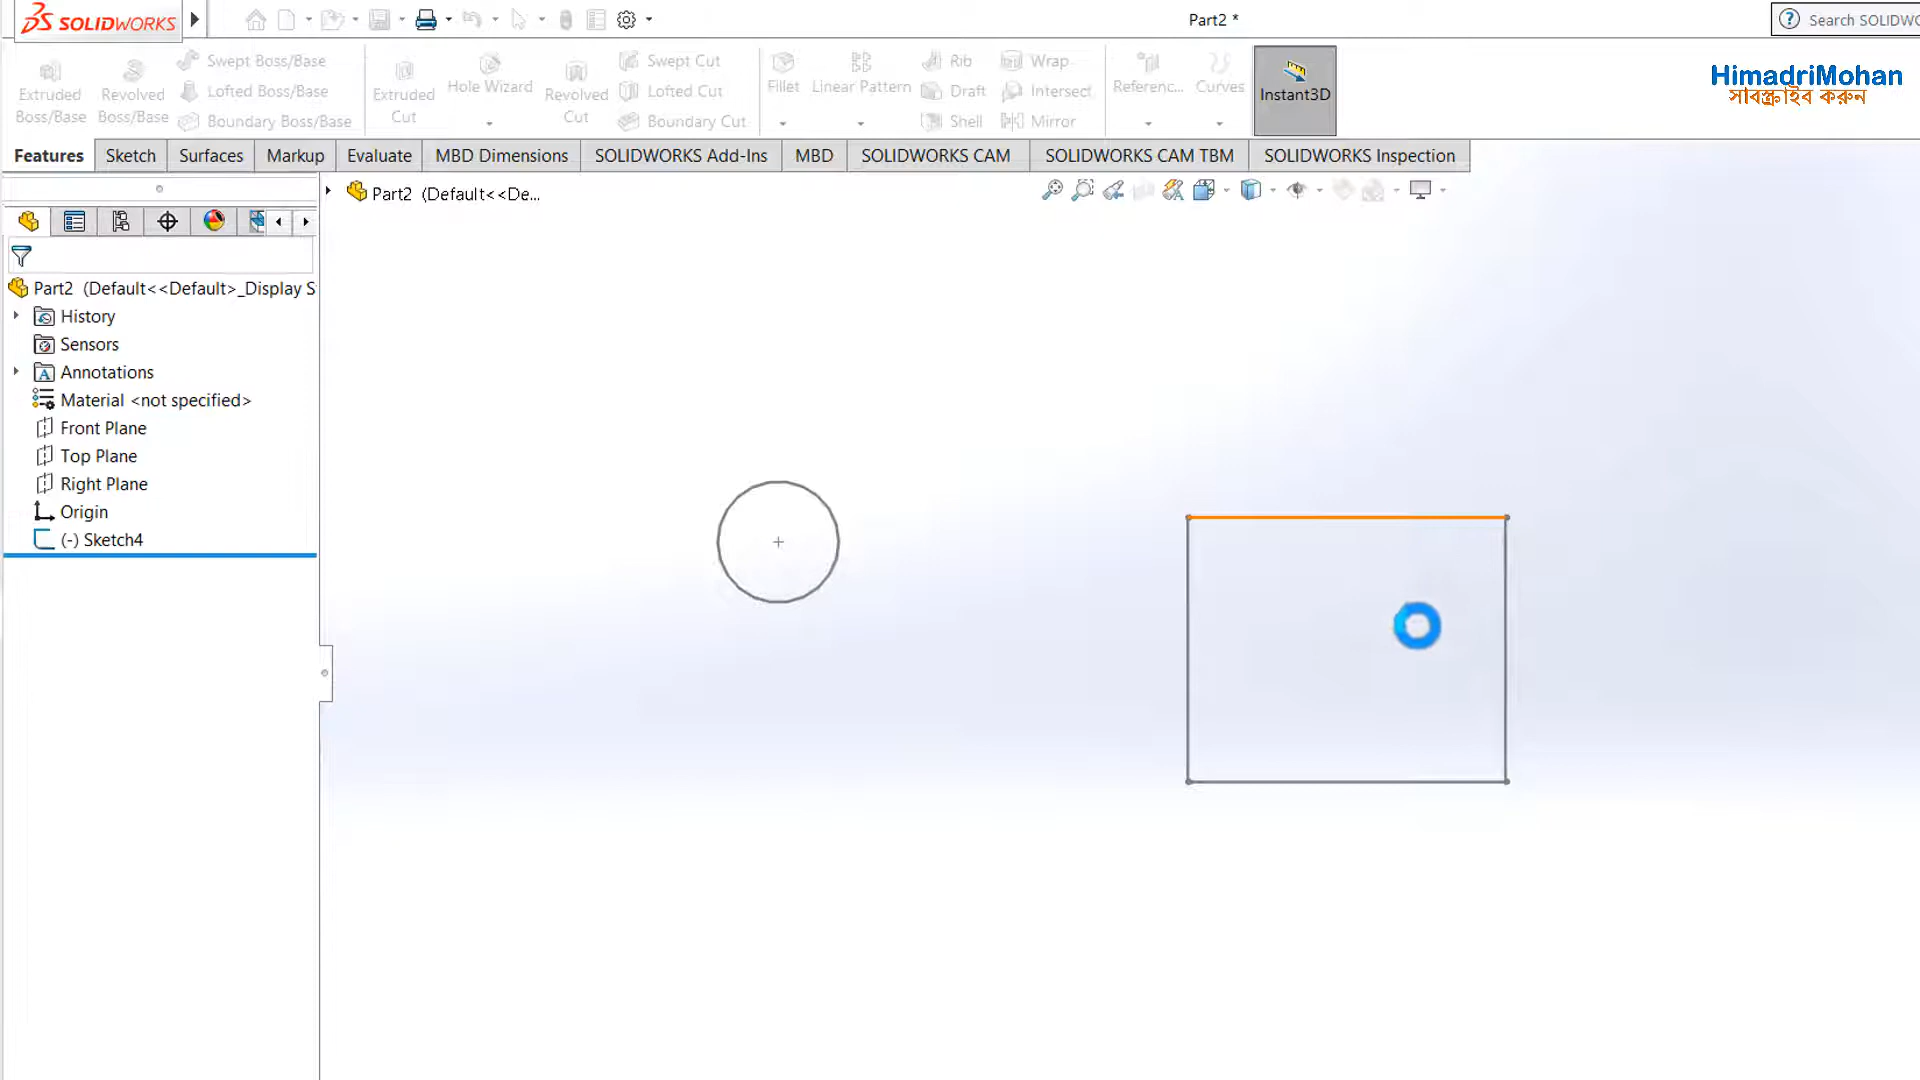 SOLIDWORKS
Part2 *
Search SOLIDWO
HimadriMohan
সাবস্ক্রাইব করুন
Extruded Boss/Base
Revolved Boss/Base
Swept Boss/Base
Lofted Boss/Base
Boundary Boss/Base
Extruded Cut
Hole Wizard
Revolved Cut
Swept Cut
Lofted Cut
Boundary Cut
Fillet
Linear Pattern
Rib
Draft
Shell
Wrap
Intersect
Mirror
Referenc...
Curves
Instant3D
Features
Sketch
Surfaces
Markup
Evaluate
MBD Dimensions
SOLIDWORKS Add-Ins
MBD
SOLIDWORKS CAM
SOLIDWORKS CAM TBM
SOLIDWORKS Inspection
Part2 (Default<<De...
Part2 (Default<<Default>_Display S
History
Sensors
Annotations
Material <not specified>
Front Plane
Top Plane
Right Plane
Origin
(-) Sketch4